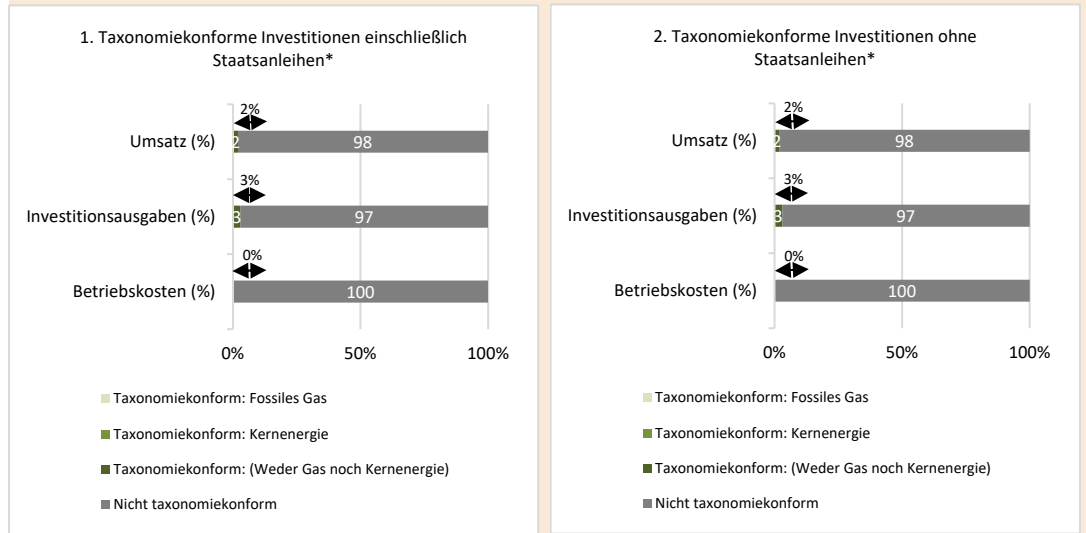 1. Taxonomiekonforme Investitionen einschließlich
Staatsanleihen*
2%
Umsatz (%)
2
98
3%
Investitionsausgaben (%)
3
97
0%
Betriebskosten (%)
100
0%
50%
100%
Taxonomiekonform: Fossiles Gas
Taxonomiekonform: Kernenergie
Taxonomiekonform: (Weder Gas noch Kernenergie)
Nicht taxonomiekonform
2. Taxonomiekonforme Investitionen ohne
Staatsanleihen*
2%
Umsatz (%)
2
98
3%
Investitionsausgaben (%)
3
97
0%
Betriebskosten (%)
100
0%
50%
100%
Taxonomiekonform: Fossiles Gas
Taxonomiekonform: Kernenergie
Taxonomiekonform: (Weder Gas noch Kernenergie)
Nicht taxonomiekonform